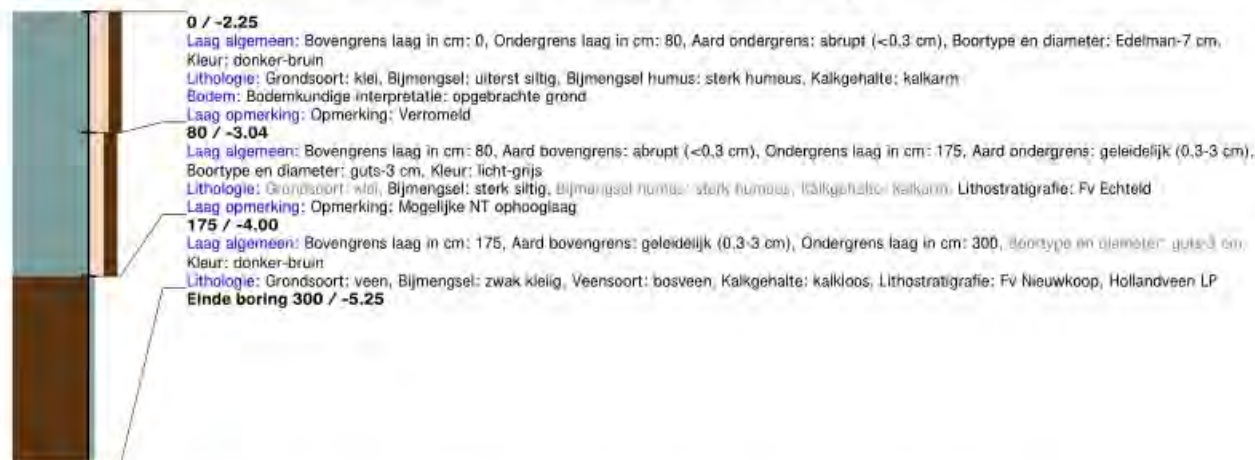 0 / -2.25
Laag algemeen: Bovengrens laag in cm: 0, Ondergrens laag in cm: 80, Aard ondergrens: abrupt (<0.3 cm), Boortype en diameter: Edelman-7 cm,
Kleur: donker-bruin
Lithologie: Grondsoort: klei, Bijmengsel: uiterst siltig, Bijmengsel humus: sterk humeus, Kalkgehalte: kalkarm
Bodem: Bodemkundige interpretatie: opgebrachte grond
Laag opmerking: Opmerking: Verromeld
80 / -3.04
Laag algemeen: Bovengrens laag in cm: 80, Aard bovengrens: abrupt (<0.3 cm), Ondergrens laag in cm: 175, Aard ondergrens: geleidelijk (0.3-3 cm),
Boortype en diameter: guts-3 cm, Kleur: licht-grijs
Lithologie: Grondsoort: klei, Bijmengsel: sterk siltig, Bijmengsel humus: sterk humeus, Kalkgehalte: kalkarm, Lithostratigrafie: Fv Echteld
Laag opmerking: Opmerking: Mogelijke NT ophooglaag
175 / -4.00
Laag algemeen: Bovengrens laag in cm: 175, Aard bovengrens: geleidelijk (0.3-3 cm), Ondergrens laag in cm: 300, Boortype en diameter: guts-3 cm,
Kleur: donker-bruin
Lithologie: Grondsoort: veen, Bijmengsel: zwak kleiig, Veensoort: bosveen, Kalkgehalte: kalkloos, Lithostratigrafie: Fv Nieuwkoop, Hollandveen LP
Einde boring 300 / -5.25